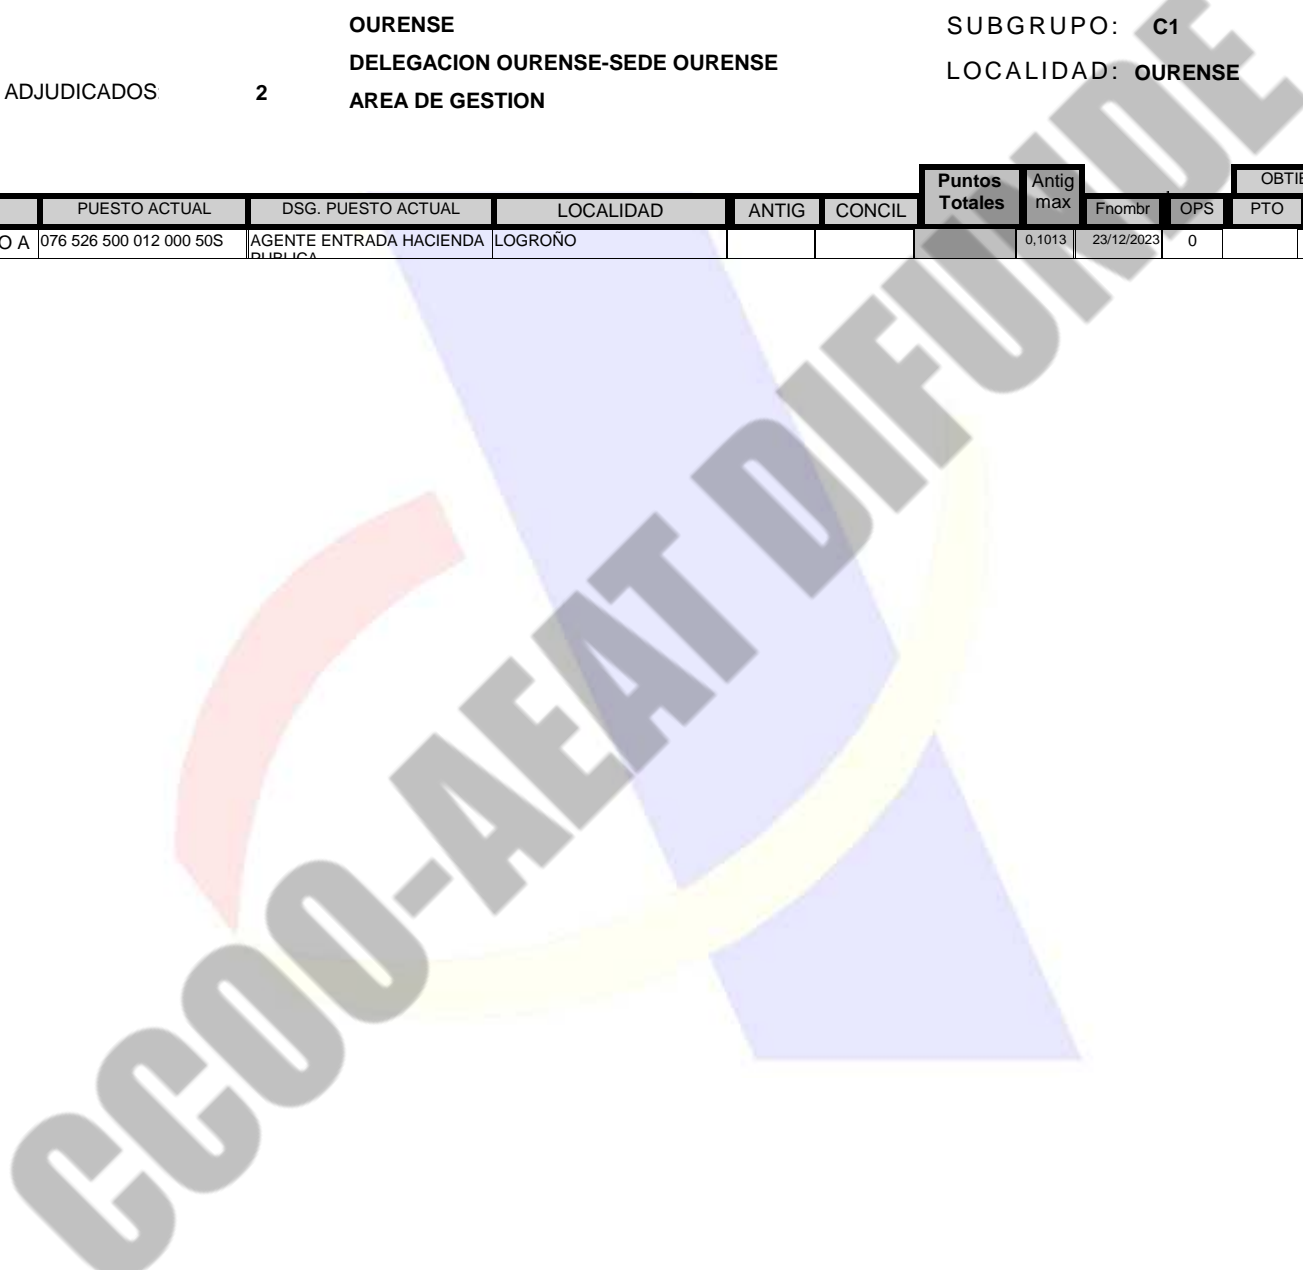 OURENSE
SUBGRUPO: C1
DELEGACION OURENSE-SEDE OURENSE
LOCALIDAD: OURENSE
ADJUDICADOS: 2
AREA DE GESTION
Puntos Totales
Antig max
OBTIE
PUESTO ACTUAL DSG. PUESTO ACTUAL LOCALIDAD ANTIG CONCIL Fnombr OPS PTO
O A 076 526 500 012 000 50S AGENTE ENTRADA HACIENDA LOGROÑO 0,1013 23/12/2023 0
PUBLICA
CCOO-AEAT DIFUNDE